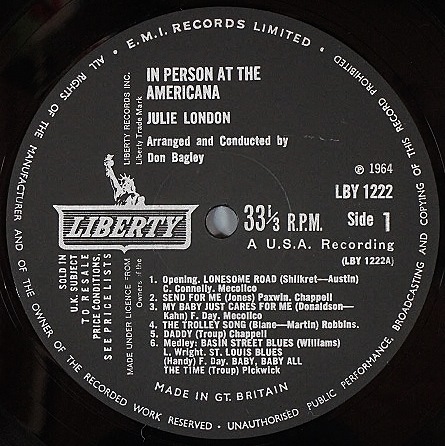 E.M.I. RECORDS LIMITED •
ALL RIGHTS OF THE MANUFACTURER AND OF THE OWNER OF THE RECORDED WORK RESERVED • UNAUTHORISED PUBLIC PERFORMANCE, BROADCASTING AND COPYING OF THIS RECORD PROHIBITED
IN PERSON AT THE
AMERICANA
JULIE LONDON
Arranged and Conducted by
Don Bagley
LIBERTY RECORDS INC.
Liberty Trade Mark
℗ 1964
LBY 1222
LIBERTY
33⅓ R.P.M.
Side 1
A U.S.A. Recording
(LBY 1222A)
SOLD IN
U.K. SUBJECT
TO RESALE
PRICE CONDITIONS,
SEE PRICE LISTS
MADE UNDER LICENCE FROM
Owners of the
1. Opening. LONESOME ROAD (Shilkret—Austin)
C. Connelly. Mecolico
2. SEND FOR ME (Jones) Paxwin. Chappell
3. MY BABY JUST CARES FOR ME (Donaldson—
Kahn) F. Day. Mecolico
4. THE TROLLEY SONG (Blane—Martin) Robbins.
5. DADDY (Troup) Chappell
6. Medley: BASIN STREET BLUES (Williams)
L. Wright. ST. LOUIS BLUES
(Handy) F. Day. BABY, BABY ALL
THE TIME (Troup) Pickwick
MADE IN GT. BRITAIN